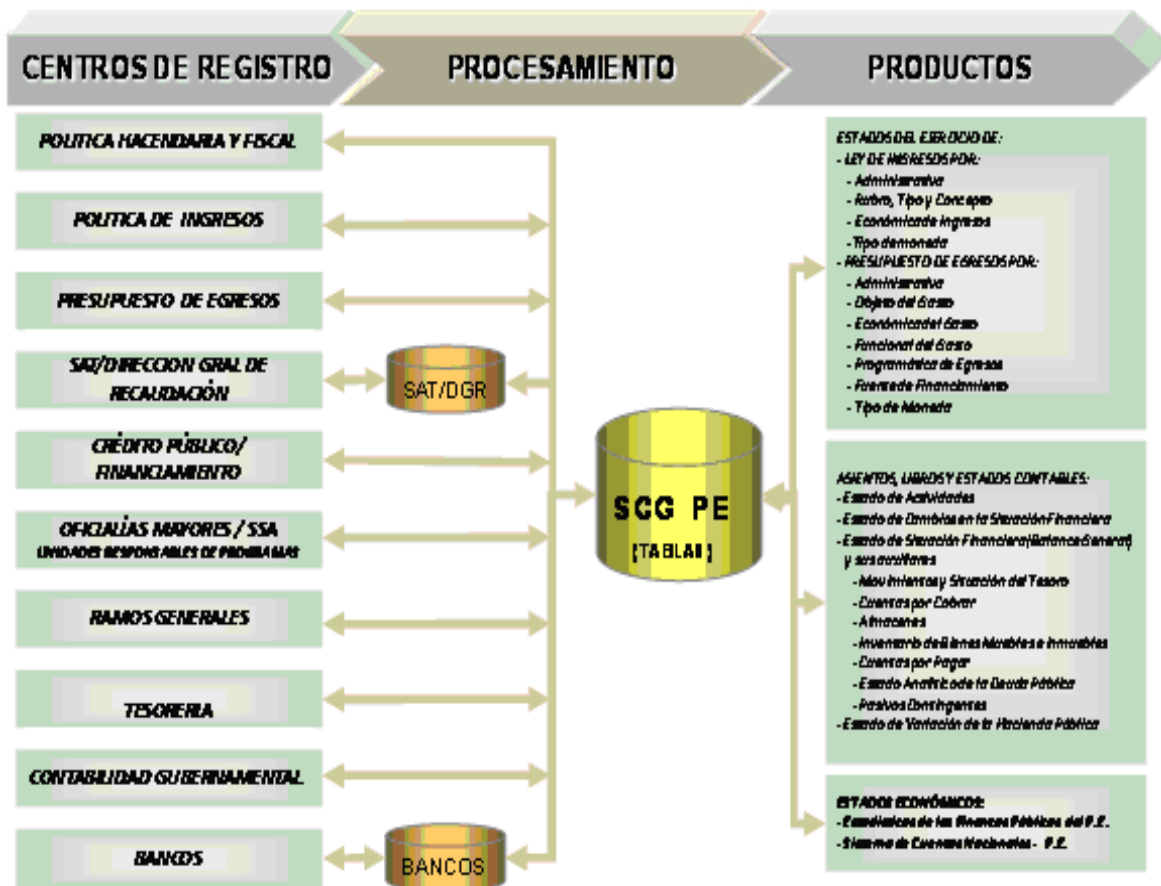 CENTROS DE REGISTRO
PROCESAMIENTO
PRODUCTOS
POLITICA HACENDARIA Y FISCAL
POLITICA DE INGRESOS
PRESUPUESTO DE EGRESOS
SAT/DIRECCION GRAL DE
RECAUDACIÓN
CRÉDITO PÚBLICO/
FINANCIAMIENTO
OFICIALÍAS MAYORES / SSA
UNIDADES RESPONSABLES DE PROGRAMAS
RAMOS GENERALES
TESORERIA
CONTABILIDAD GUBERNAMENTAL
BANCOS
SAT/DGR
BANCOS
SCG PE
(TABLAS)
ESTADOS DEL EJERCICIO DE:
- LEY DE INGRESOS POR:
- Administrativa
- Rubro, Tipo y Concepto
- Económica de Ingresos
- Tipo de moneda
- PRESUPUESTO DE EGRESOS POR:
- Administrativa
- Objeto del Gasto
- Económica del Gasto
- Funcional del Gasto
- Programática de Egresos
- Fuente de Financiamiento
- Tipo de Moneda
ASIENTOS, LIBROS Y ESTADOS CONTABLES:
- Estado de Actividades
- Estado de Cambios en la Situación Financiera
- Estado de Situación Financiera (Balance General)
y sus auxiliares
- Movimientos y Situación del Tesoro
- Cuentas por Cobrar
- Almacenes
- Inventario de Bienes Muebles e Inmuebles
- Cuentas por Pagar
- Estado Analítico de la Deuda Pública
- Pasivos Contingentes
- Estado de Variación de la Hacienda Pública
ESTADOS ECONÓMICOS:
- Estadísticas de las Finanzas Públicas del P.E.
- Sistema de Cuentas Nacionales - P.E.